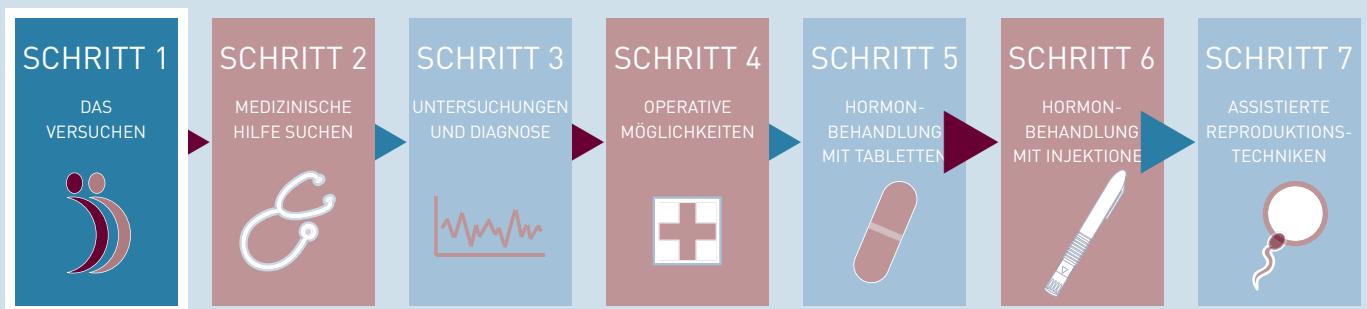 SCHRITT 1
DAS
VERSUCHEN
SCHRITT 2
MEDIZINISCHE
HILFE SUCHEN
SCHRITT 3
UNTERSUCHUNGEN
UND DIAGNOSE
SCHRITT 4
OPERATIVE
MÖGLICHKEITEN
SCHRITT 5
HORMON-
BEHANDLUNG
MIT TABLETTEN
SCHRITT 6
HORMON-
BEHANDLUNG
MIT INJEKTIONE
SCHRITT 7
ASSISTIERTE
REPRODUKTIONS-
TECHNIKEN